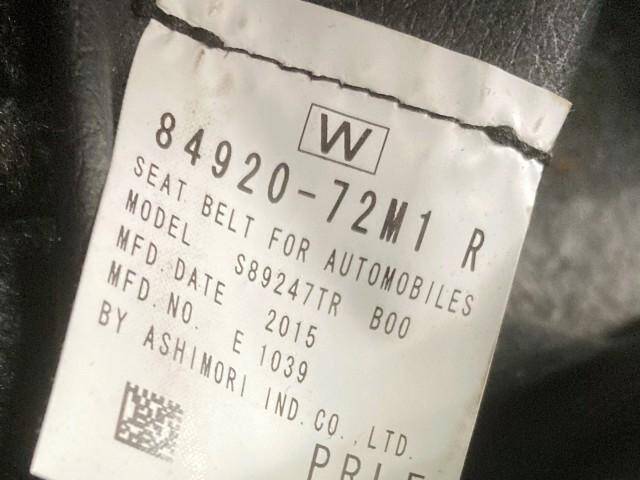 W
84920-72M1 R
SEAT BELT FOR AUTOMOBILES
MODEL S89247TR B00
MFD DATE 2015
MFD NO. E 1039
BY ASHIMORI IND.CO.,LTD.